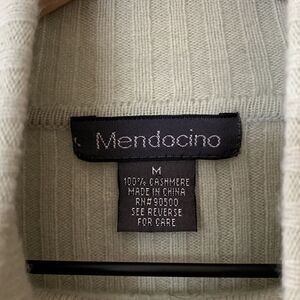 Mendocino
M
100% CASHMERE
MADE IN CHINA
RN#90500
SEE REVERSE
FOR CARE